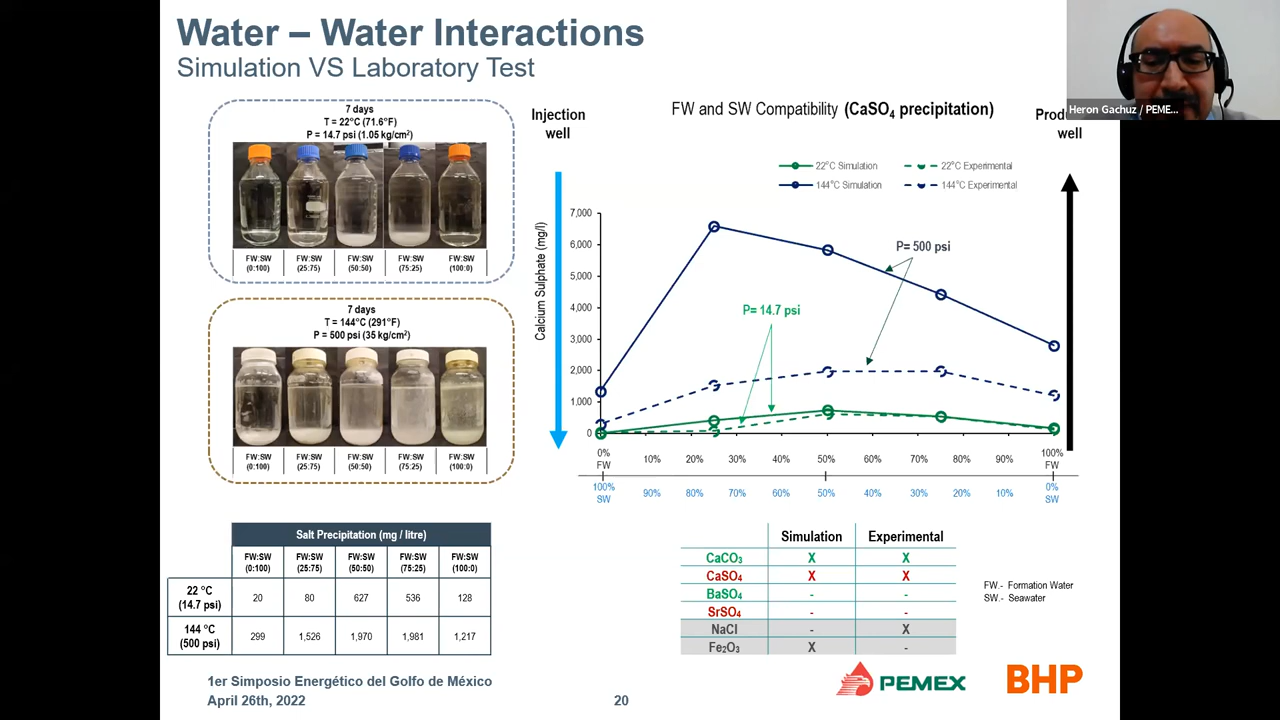 Water – Water Interactions
Simulation VS Laboratory Test
7 days
T = 22°C (71.6°F)
P = 14.7 psi (1.05 kg/cm²)
FW:SW FW:SW FW:SW FW:SW FW:SW
(0:100) (25:75) (50:50) (75:25) (100:0)
7 days
T = 144°C (291°F)
P = 500 psi (35 kg/cm²)
FW:SW FW:SW FW:SW FW:SW FW:SW
(0:100) (25:75) (50:50) (75:25) (100:0)
Salt Precipitation (mg / litre)
FW:SW FW:SW FW:SW FW:SW FW:SW
(0:100) (25:75) (50:50) (75:25) (100:0)
22 °C
(14.7 psi) 20 80 627 536 128
144 °C
(500 psi) 299 1,526 1,970 1,981 1,217
Injection
well
FW and SW Compatibility (CaSO₄ precipitation)
Heron Gachuz / PEME...
well
22°C Simulation 22°C Experimental
144°C Simulation 144°C Experimental
Calcium Sulphate (mg/l)
7,000
6,000
5,000
4,000
3,000
2,000
1,000
0
P= 500 psi
P= 14.7 psi
0% 10% 20% 30% 40% 50% 60% 70% 80% 90% 100%
FW FW
100% 90% 80% 70% 60% 50% 40% 30% 20% 10% 0%
SW SW
Simulation Experimental
CaCO₃ X X
CaSO₄ X X
BaSO₄ - -
SrSO₄ - -
NaCl - X
Fe₂O₃ X -
FW.- Formation Water
SW.- Seawater
1er Simposio Energético del Golfo de México
April 26th, 2022
20
PEMEX
BHP